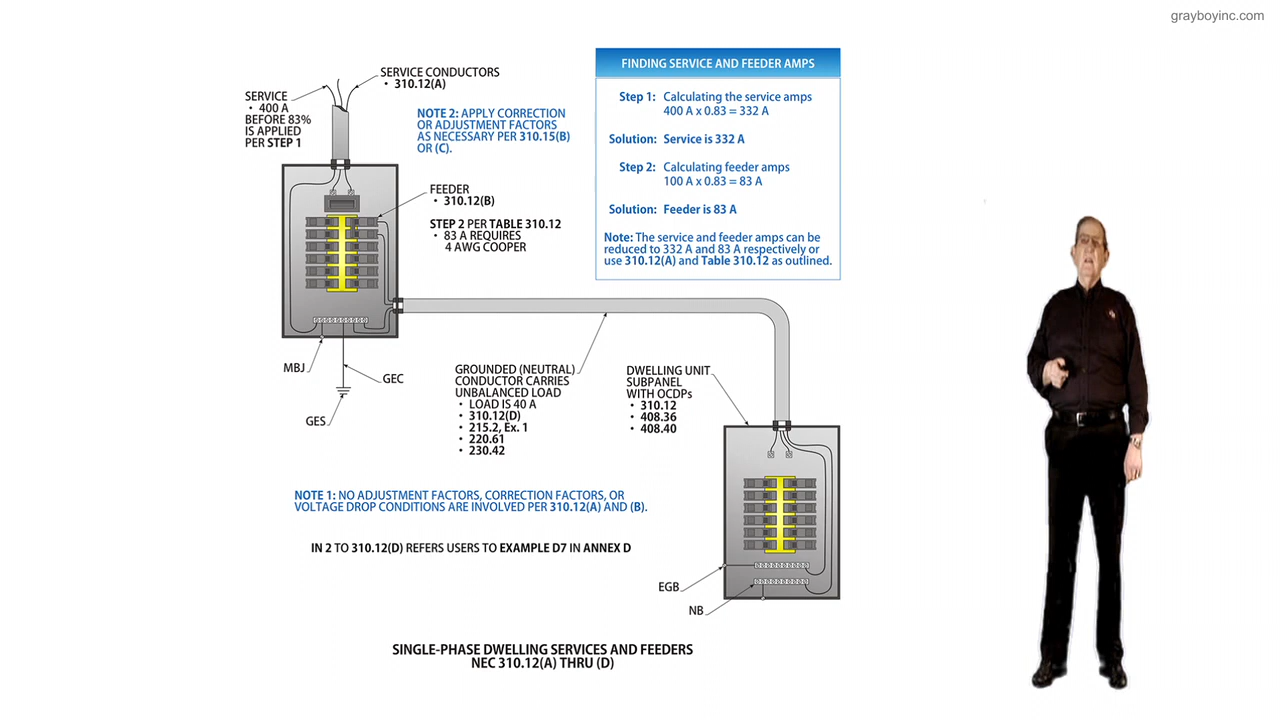 grayboyinc.com
SERVICE CONDUCTORS
• 310.12(A)
SERVICE
• 400 A
BEFORE 83%
IS APPLIED
PER STEP 1
NOTE 2: APPLY CORRECTION
OR ADJUSTMENT FACTORS
AS NECESSARY PER 310.15(B)
OR (C).
FEEDER
• 310.12(B)
STEP 2 PER TABLE 310.12
• 83 A REQUIRES
4 AWG COOPER
FINDING SERVICE AND FEEDER AMPS
Step 1: Calculating the service amps
400 A x 0.83 = 332 A
Solution: Service is 332 A
Step 2: Calculating feeder amps
100 A x 0.83 = 83 A
Solution: Feeder is 83 A
Note: The service and feeder amps can be
reduced to 332 A and 83 A respectively or
use 310.12(A) and Table 310.12 as outlined.
MBJ
GEC
GES
GROUNDED (NEUTRAL)
CONDUCTOR CARRIES
UNBALANCED LOAD
• LOAD IS 40 A
• 310.12(D)
• 215.2, Ex. 1
• 220.61
• 230.42
DWELLING UNIT
SUBPANEL
WITH OCDPs
• 310.12
• 408.36
• 408.40
NOTE 1: NO ADJUSTMENT FACTORS, CORRECTION FACTORS, OR
VOLTAGE DROP CONDITIONS ARE INVOLVED PER 310.12(A) AND (B).
IN 2 TO 310.12(D) REFERS USERS TO EXAMPLE D7 IN ANNEX D
EGB
NB
SINGLE-PHASE DWELLING SERVICES AND FEEDERS
NEC 310.12(A) THRU (D)